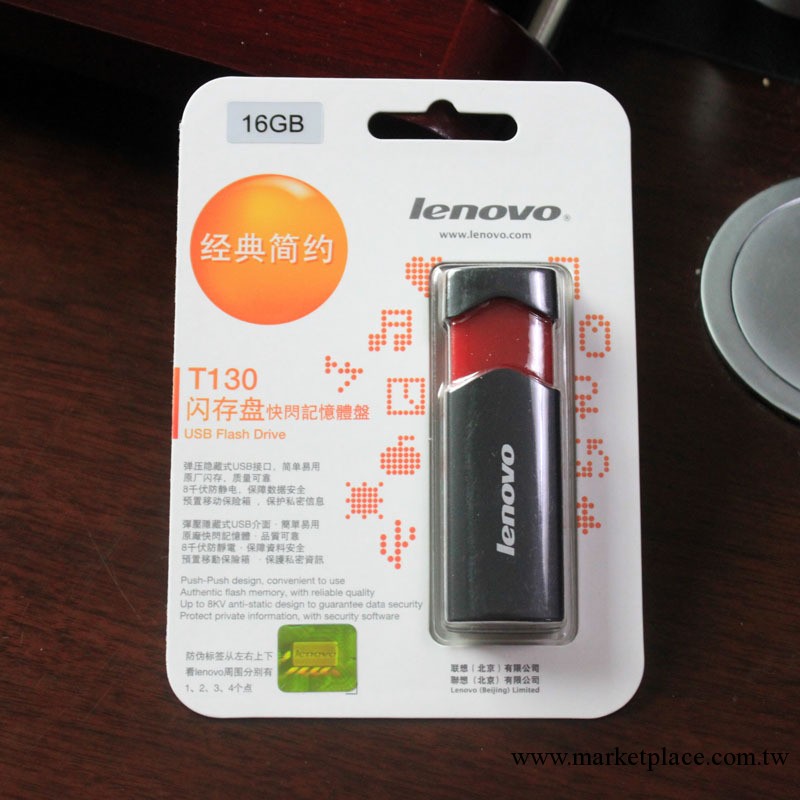 16GB
lenovo®
www.lenovo.com
经典简约
T130
闪存盘快閃記憶體盤
USB Flash Drive
lenovo
弹压隐藏式USB接口，简单易用
原厂闪存，质量可靠
8千伏防静电，保障数据安全
预置移动保险箱，保护私密信息
彈壓隱藏式USB介面，簡單易用
原廠快閃記憶體，品質可靠
8千伏防靜電，保障資料安全
預置移動保險箱，保護私密資訊
Push-Push design, convenient to use
Authentic flash memory, with reliable quality
Up to 8KV anti-static design to guarantee data security
Protect private information, with security software
防伪标签从左右上下
看lenovo周围分别有
1、2、3、4个点
lenovo
联想（北京）有限公司
聯想（北京）有限公司
Lenovo (Beijing) Limited
www.marketplace.com.tw